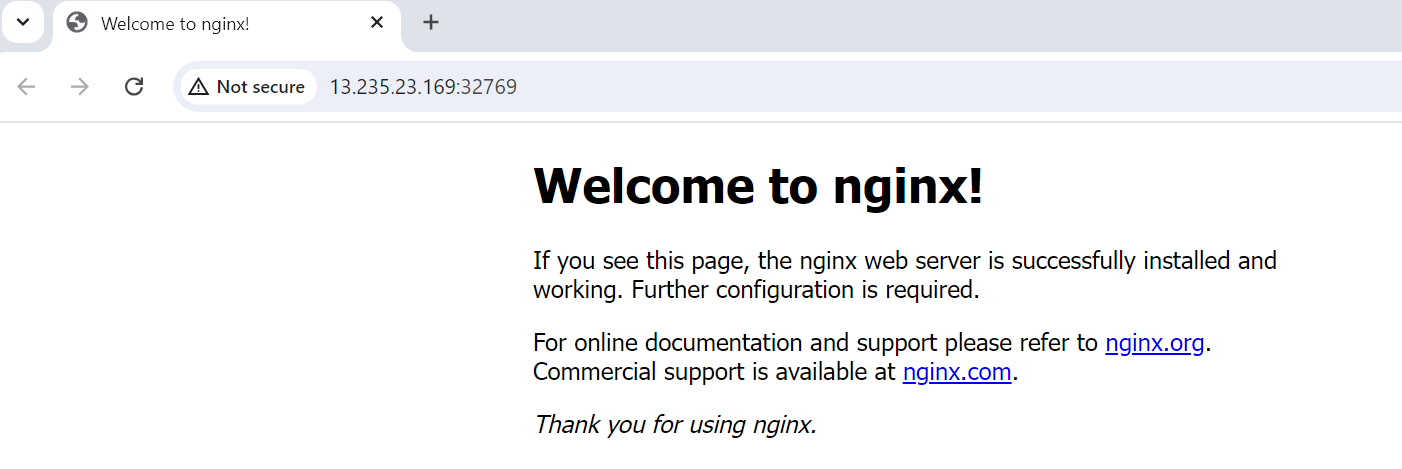 Welcome to nginx!
Not secure
13.235.23.169:32769
Welcome to nginx!
If you see this page, the nginx web server is successfully installed and
working. Further configuration is required.
For online documentation and support please refer to nginx.org.
Commercial support is available at nginx.com.
Thank you for using nginx.